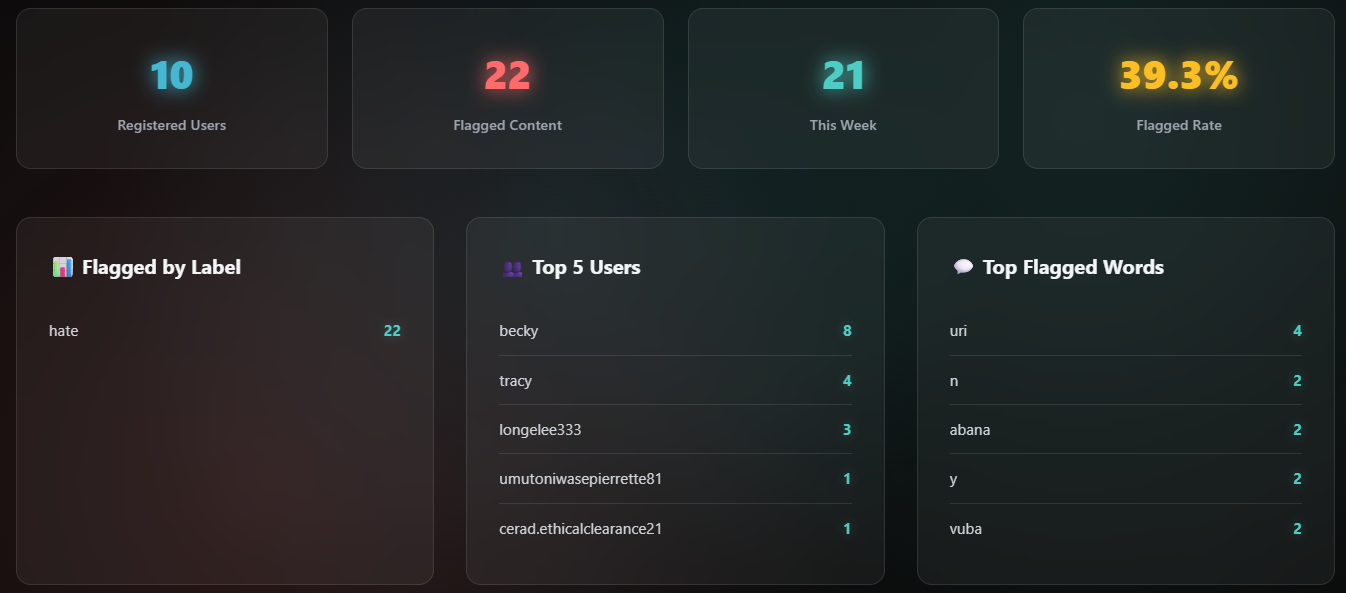 10
Registered Users
22
Flagged Content
21
This Week
39.3%
Flagged Rate
Flagged by Label
hate 22
Top 5 Users
becky 8
tracy 4
longelee333 3
umutoniwasepierrette81 1
cerad.ethicalclearance21 1
Top Flagged Words
uri 4
n 2
abana 2
y 2
vuba 2